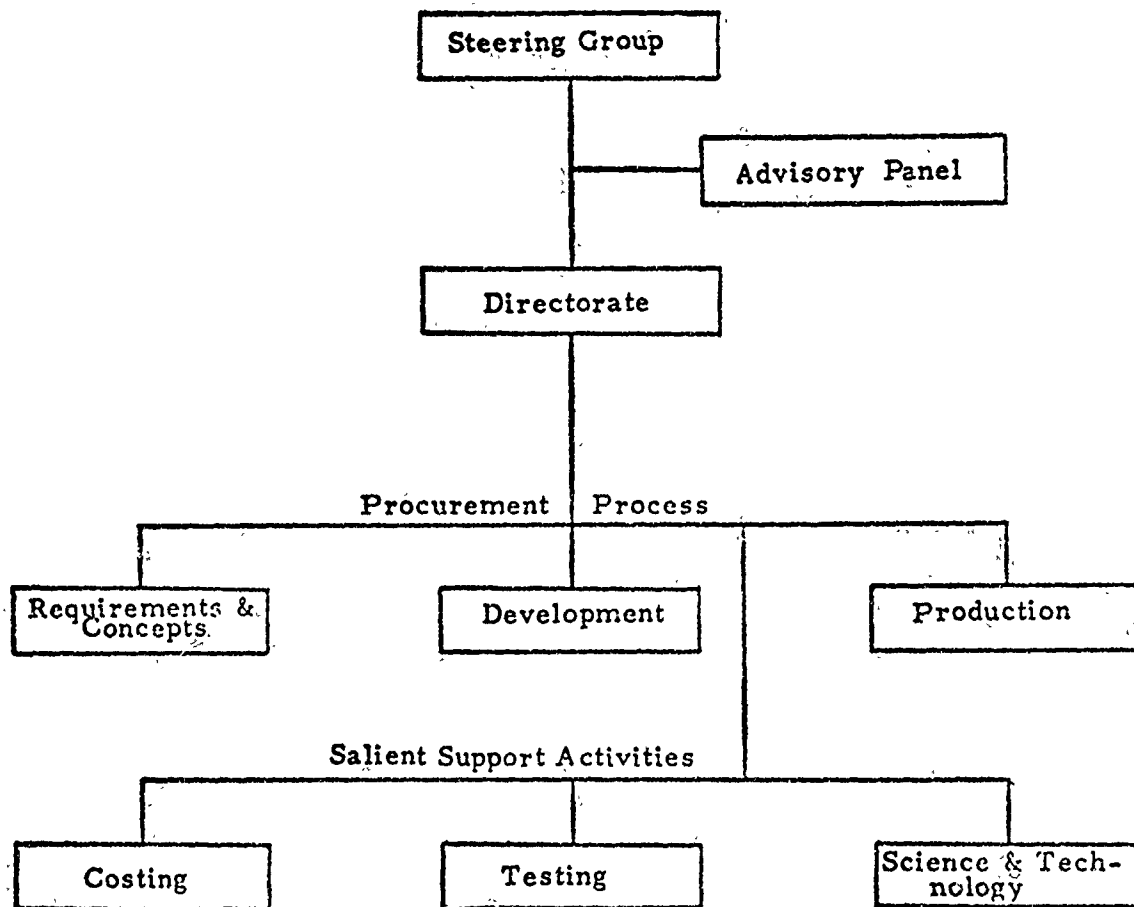 Steering Group
Advisory Panel
Directorate
Procurement Process
Requirements &
Concepts.
Development
Production
Salient Support Activities
Costing
Testing
Science & Tech-
nology